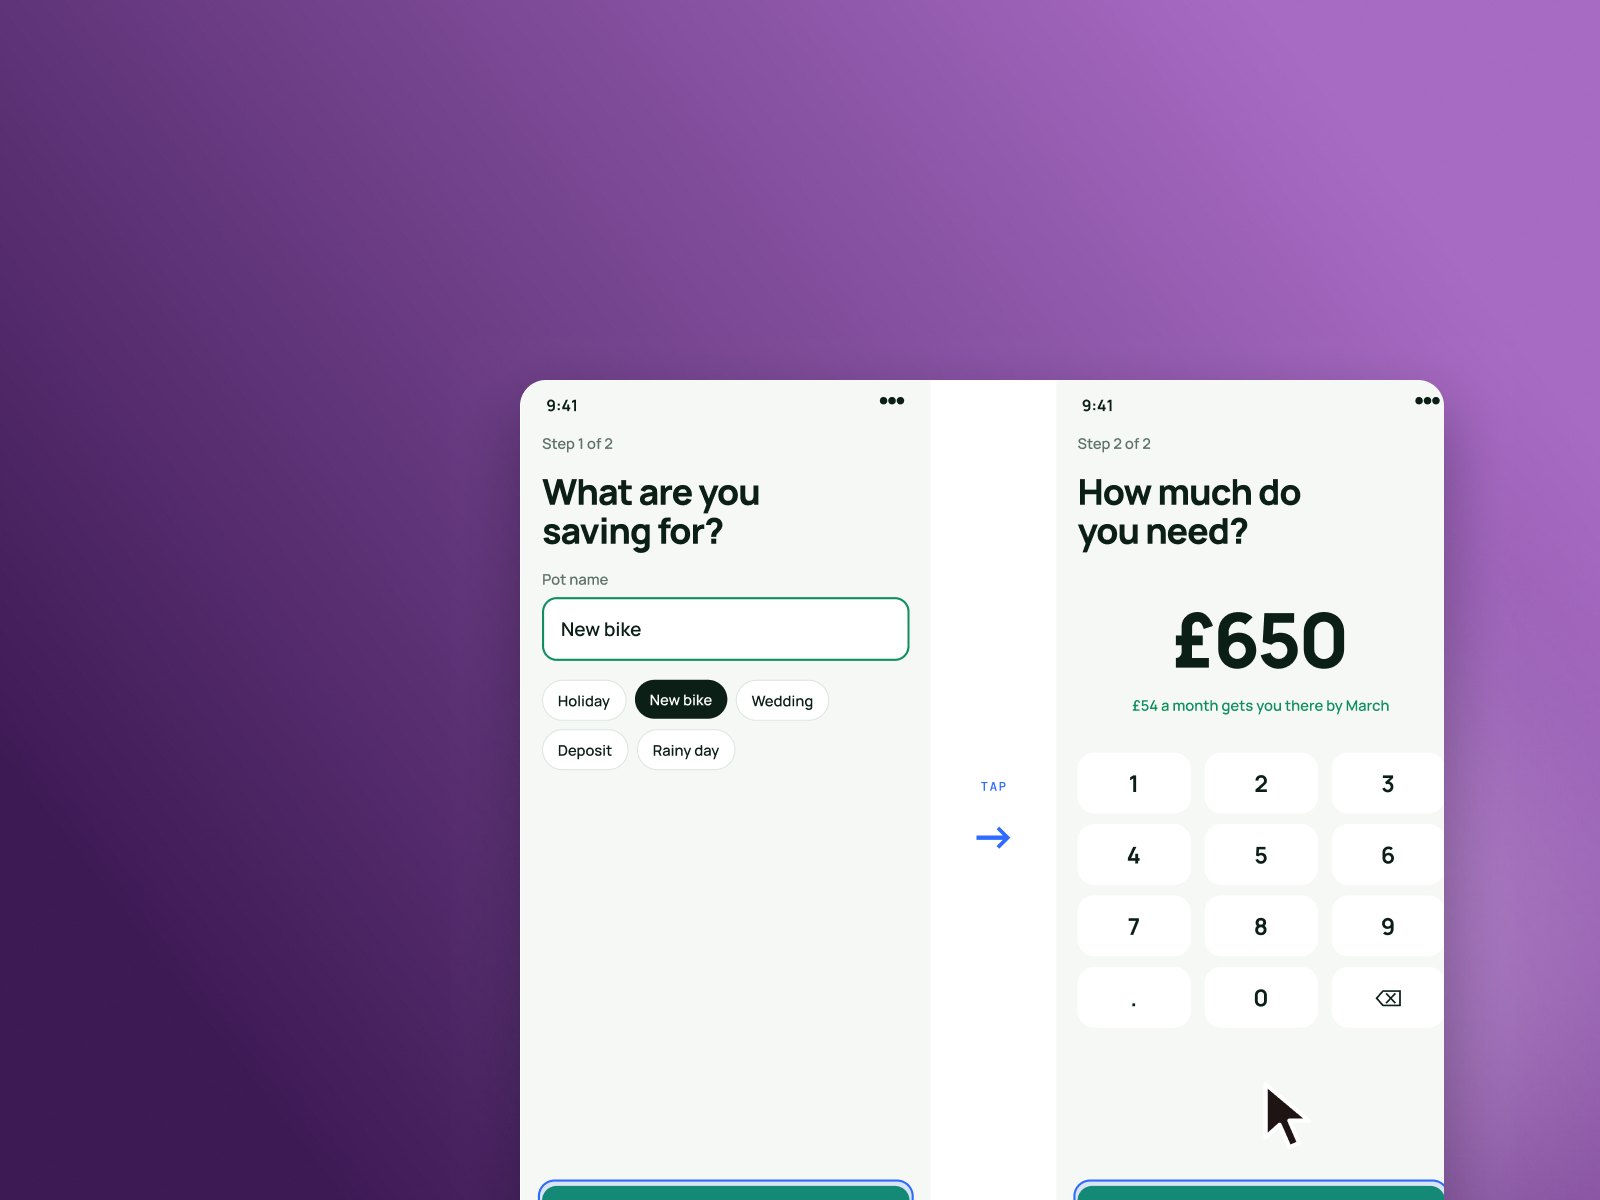 9:41
Step 1 of 2
What are you
saving for?
Pot name
New bike
Holiday
New bike
Wedding
Deposit
Rainy day
TAP
9:41
Step 2 of 2
How much do
you need?
£650
£54 a month gets you there by March
1 2 3
4 5 6
7 8 9
. 0